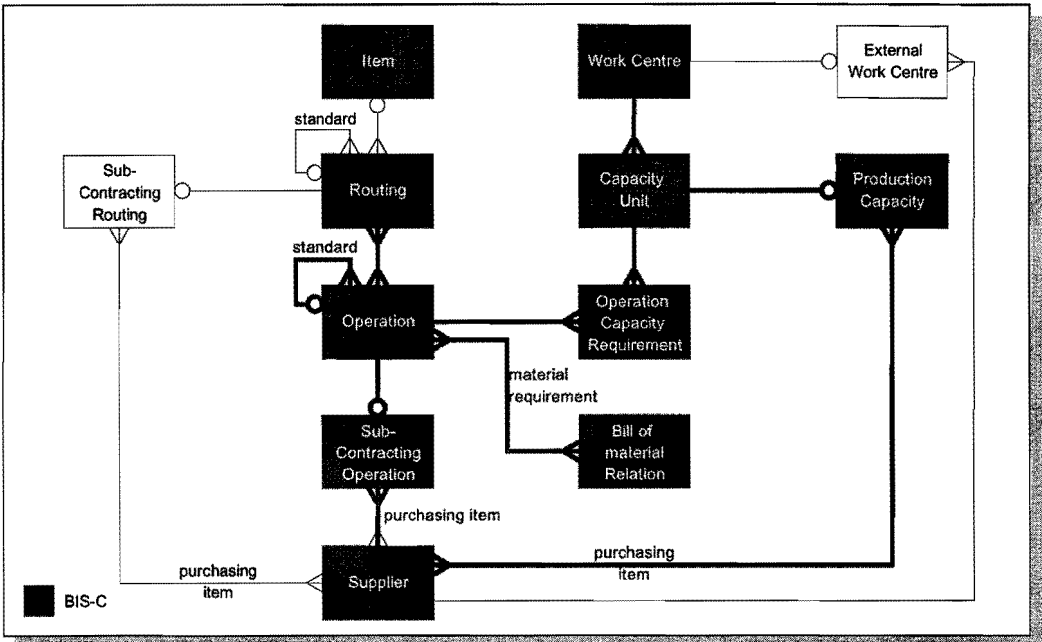 Item
Work Centre
External
Work Centre
standard
Sub-
Contracting
Routing
Routing
Capacity
Unit
Production
Capacity
standard
Operation
Operation
Capacity
Requirement
material
requirement
Sub-
Contracting
Operation
Bill of
material
Relation
purchasing item
purchasing
item
Supplier
purchasing
item
BIS-C